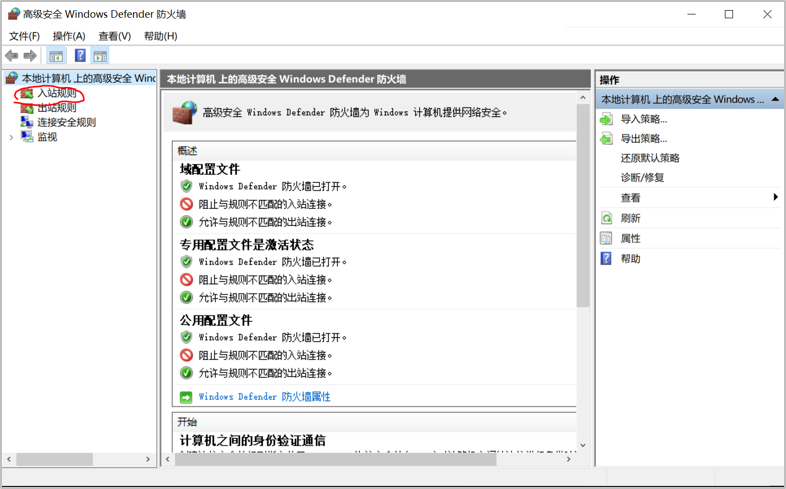 高级安全 Windows Defender 防火墙
文件(F) 操作(A) 查看(V) 帮助(H)
本地计算机 上的高级安全 Winc
入站规则
出站规则
连接安全规则
监视
本地计算机 上的高级安全 Windows Defender 防火墙
高级安全 Windows Defender 防火墙为 Windows 计算机提供网络安全。
概述
域配置文件
Windows Defender 防火墙已打开。
阻止与规则不匹配的入站连接。
允许与规则不匹配的出站连接。
专用配置文件是激活状态
Windows Defender 防火墙已打开。
阻止与规则不匹配的入站连接。
允许与规则不匹配的出站连接。
公用配置文件
Windows Defender 防火墙已打开。
阻止与规则不匹配的入站连接。
允许与规则不匹配的出站连接。
Windows Defender 防火墙属性
开始
计算机之间的身份验证通信
操作
本地计算机 上的高级安全 Windows ...
导入策略...
导出策略...
还原默认策略
诊断/修复
查看
刷新
属性
帮助